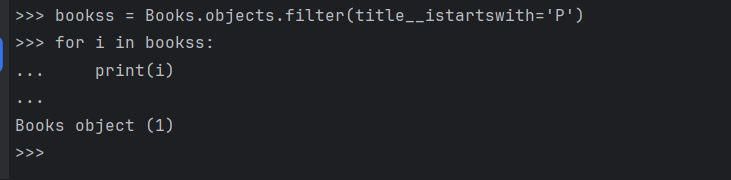 >>> bookss = Books.objects.filter(title__istartswith='P')
>>> for i in bookss:
...     print(i)
...
Books object (1)
>>>